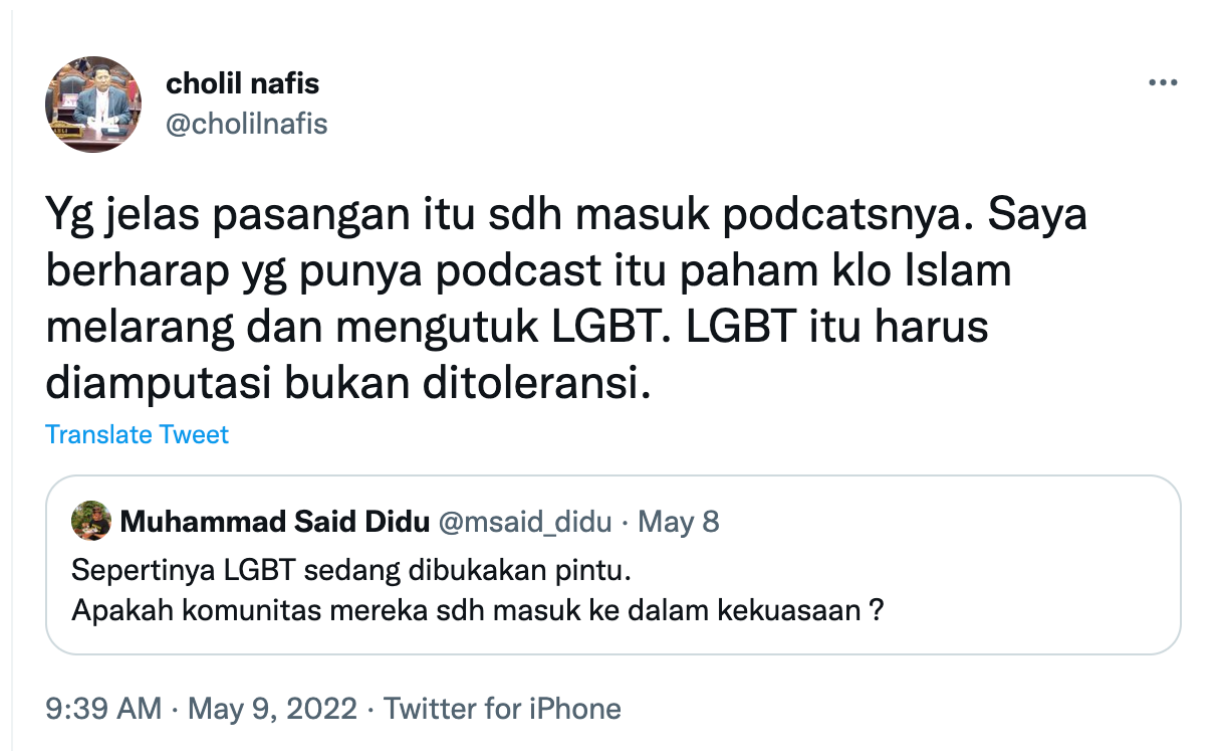 cholil nafis
@cholilnafis
Yg jelas pasangan itu sdh masuk podcatsnya. Saya
berharap yg punya podcast itu paham klo Islam
melarang dan mengutuk LGBT. LGBT itu harus
diamputasi bukan ditoleransi.
Translate Tweet
Muhammad Said Didu @msaid_didu · May 8
Sepertinya LGBT sedang dibukakan pintu.
Apakah komunitas mereka sdh masuk ke dalam kekuasaan ?
9:39 AM · May 9, 2022 · Twitter for iPhone